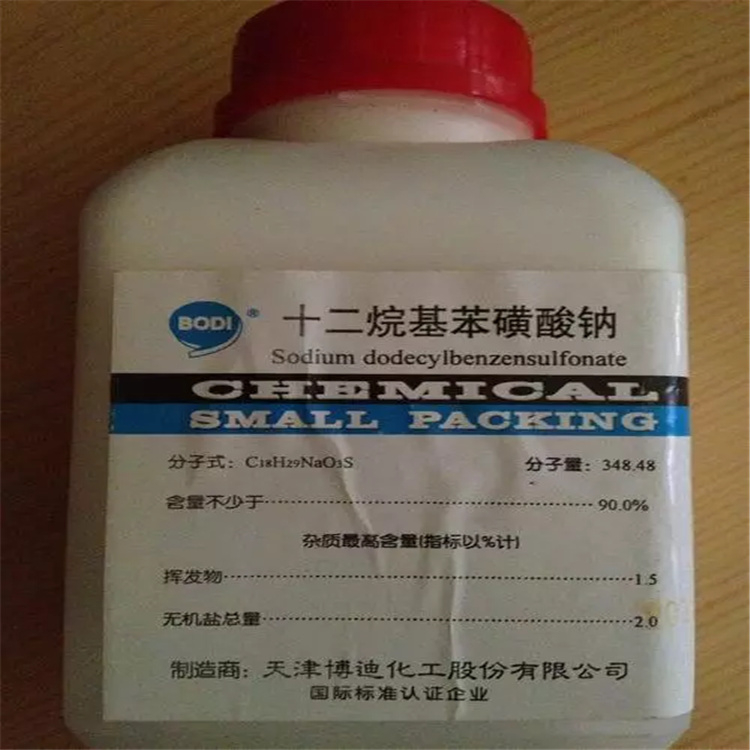 BODI ® 十二烷基苯磺酸钠
Sodium dodecylbenzensulfonate
CHEMICAL
SMALL PACKING
分子式：C18H29NaO3S 分子量：348.48
含量不少于 90.0%
杂质最高含量(指标以%计)
挥发物 1.5
无机盐总量 2.0
制造商：天津博迪化工股份有限公司
国际标准认证企业